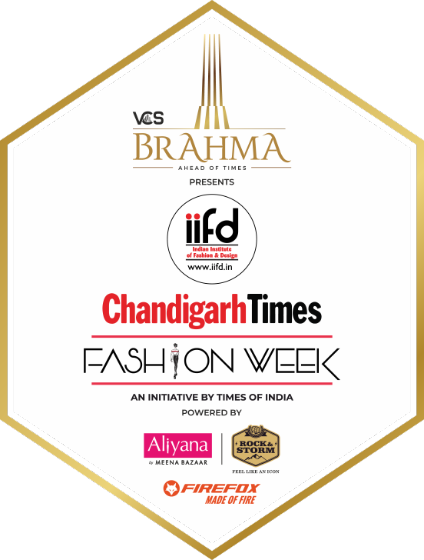 VCS
BRAHMA
AHEAD OF TIMES
PRESENTS
iifd
Indian Institute
of Fashion & Design
www.iifd.in
ChandigarhTimes
FASHION WEEK
AN INITIATIVE BY TIMES OF INDIA
POWERED BY
Aliyana
by MEENA BAZAAR
ROCK&
STORM
FEEL LIKE AN ICON
FIREFOX
MADE OF FIRE